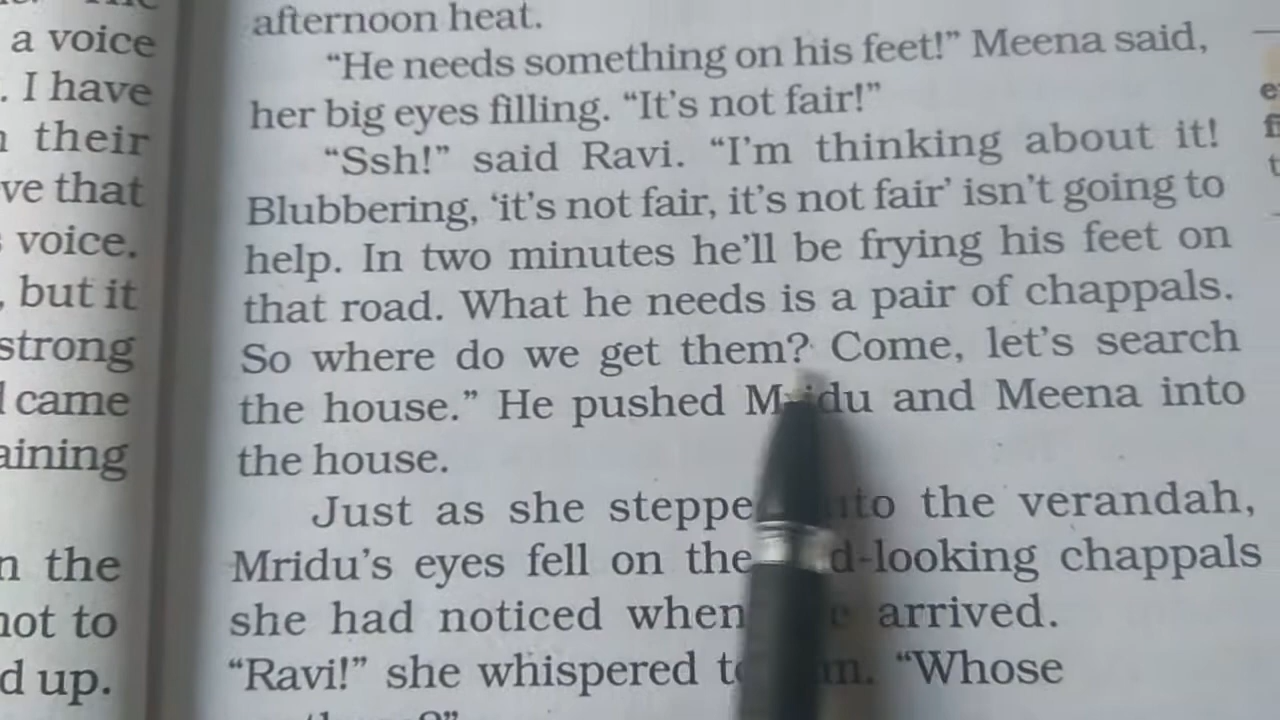 a voice
. I have
their
ve that
voice.
, but it
strong
came
aining
n the
not to
d up.
afternoon heat.
“He needs something on his feet!” Meena said,
her big eyes filling. “It's not fair!”
“Ssh!” said Ravi. “I'm thinking about it!
Blubbering, ‘it's not fair, it's not fair’ isn't going to
help. In two minutes he'll be frying his feet on
that road. What he needs is a pair of chappals.
So where do we get them? Come, let's search
the house.” He pushed Mridu and Meena into
the house.
Just as she stepped into the verandah,
Mridu's eyes fell on the d-looking chappals
she had noticed when arrived.
“Ravi!” she whispered to “Whose